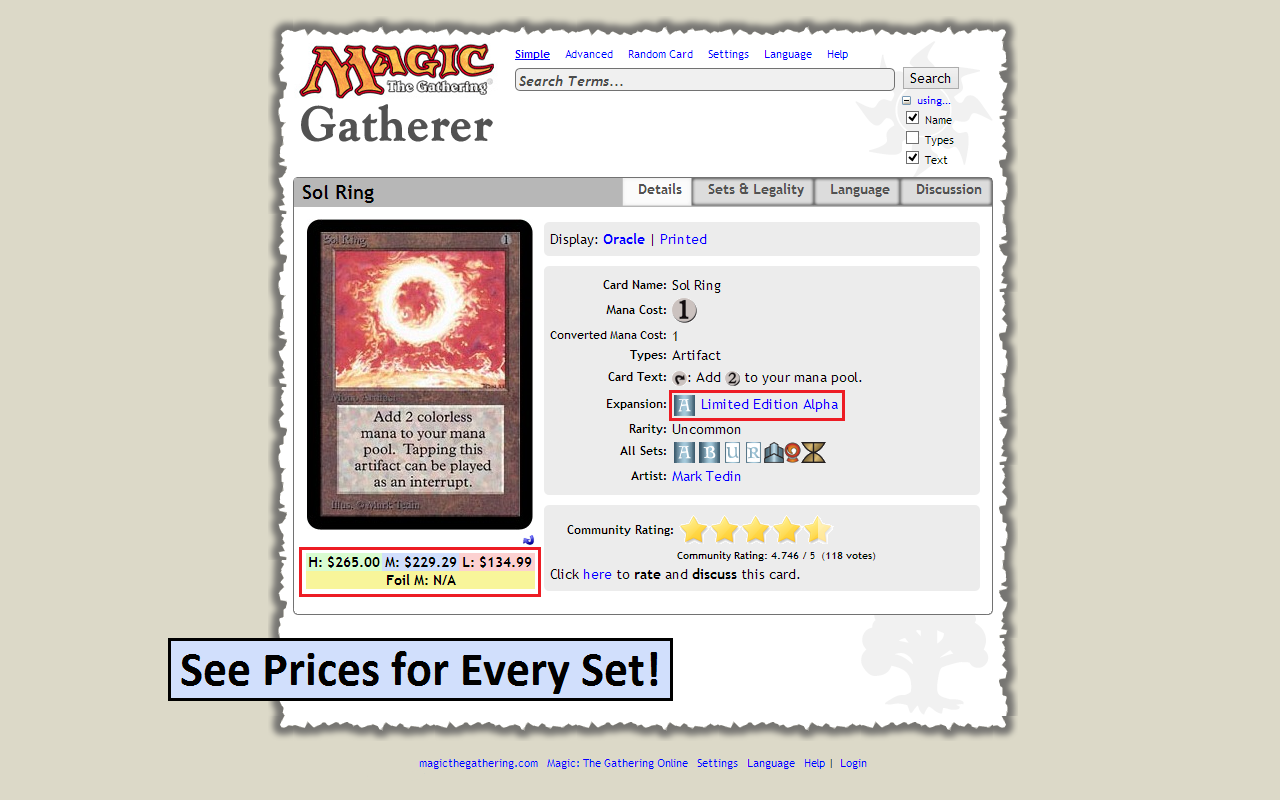 MAGIC
The Gathering®
Gatherer
Simple Advanced Random Card Settings Language Help
Search Terms...
Search
using...
Name
Types
Text
Sol Ring
Details
Sets & Legality
Language
Discussion
Sol Ring 1
Mono Artifact
Add 2 colorless
mana to your mana
pool. Tapping this
artifact can be played
as an interrupt.
Illus. © Mark Tedin
H: $265.00 M: $229.29 L: $134.99
Foil M: N/A
Display: Oracle | Printed
Card Name: Sol Ring
Mana Cost: 1
Converted Mana Cost: 1
Types: Artifact
Card Text: : Add 2 to your mana pool.
Expansion: A Limited Edition Alpha
Rarity: Uncommon
All Sets: A B U R
Artist: Mark Tedin
Community Rating:
Community Rating: 4.746 / 5 (118 votes)
Click here to rate and discuss this card.
See Prices for Every Set!
magicthegathering.com Magic: The Gathering Online Settings Language Help | Login